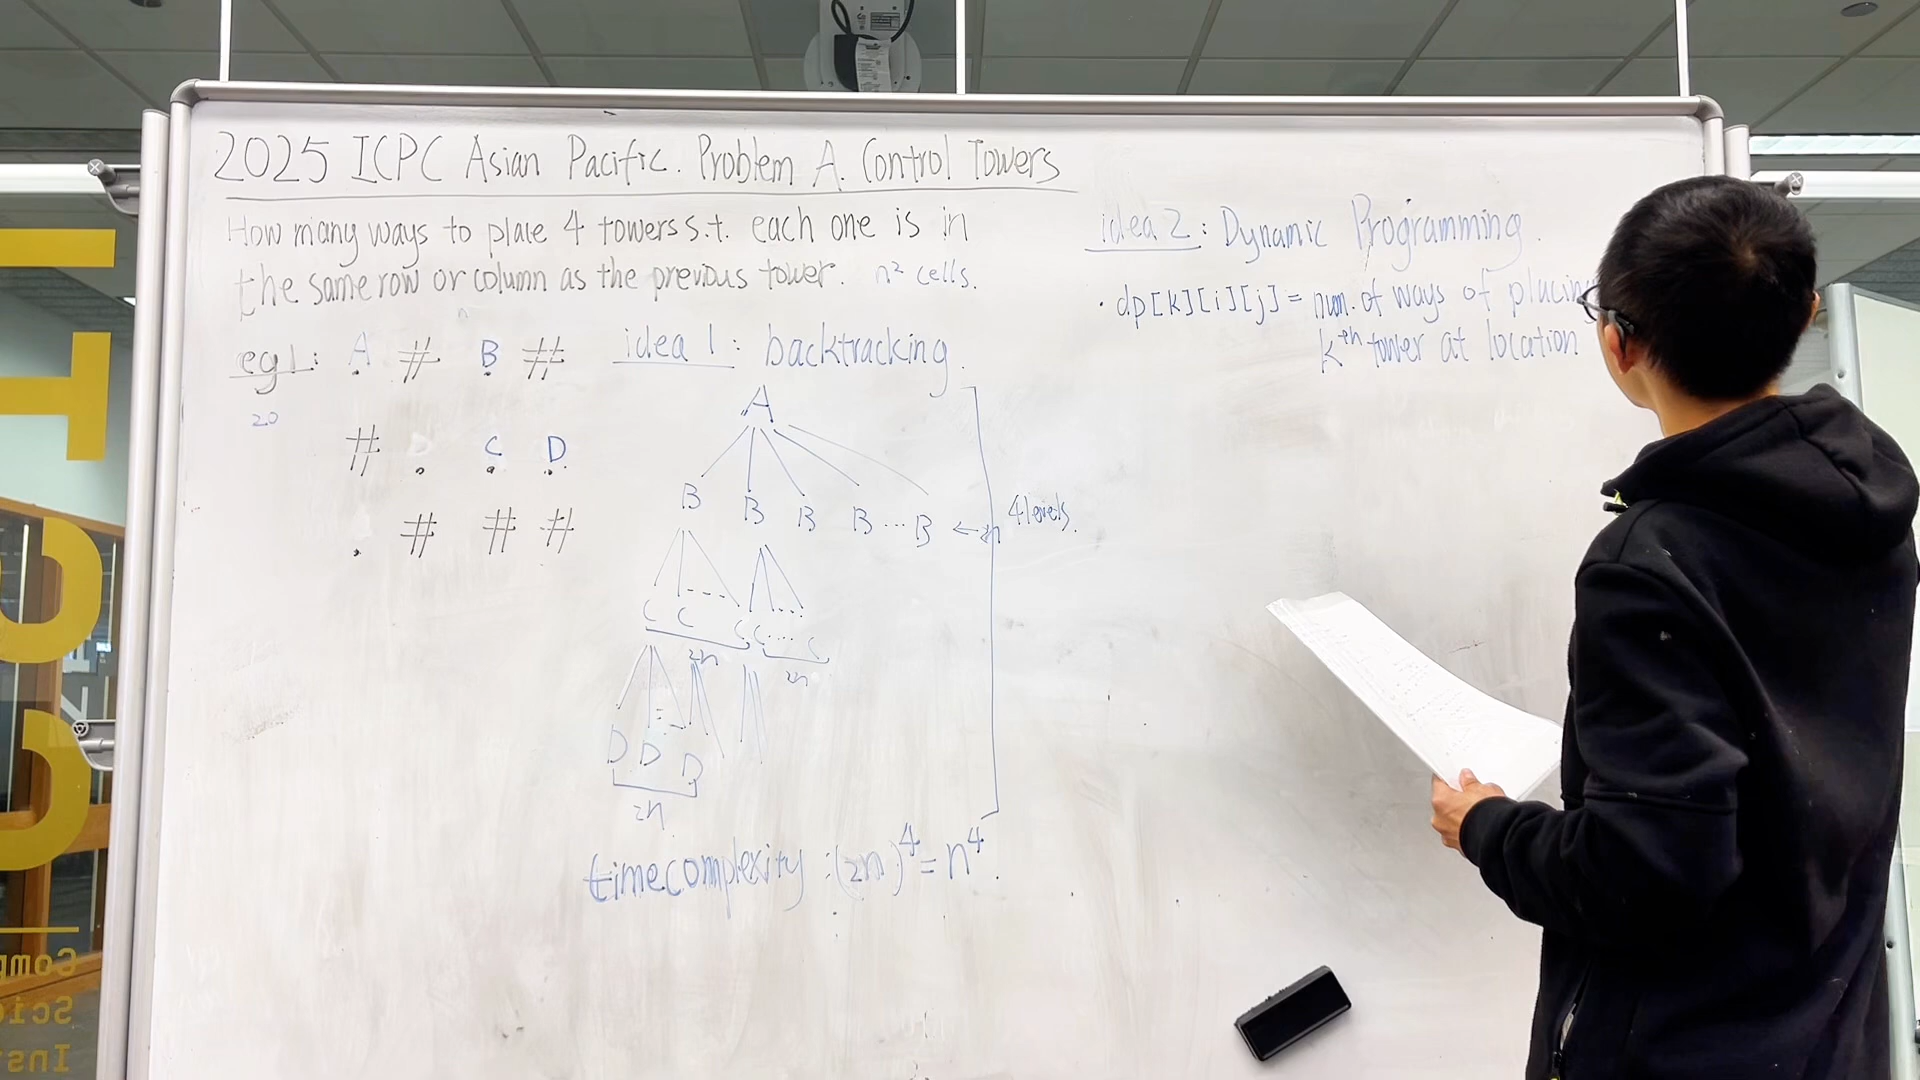 2025 ICPC Asian Pacific. Problem A. Control Towers
How many ways to place 4 towers s.t. each one is in
the same row or column as the previous tower. n² cells.
eg1:
20
A # B #
# . C D
. # # #
idea 1: backtracking.
A
B B B B ... B ← 2n
4 levels.
C C C C .... C
2n 2n
D D D
2n
time complexity: (2n)⁴ = n⁴.
idea 2: Dynamic Programming.
· dp[k][i][j] = num. of ways of placing
kth tower at location